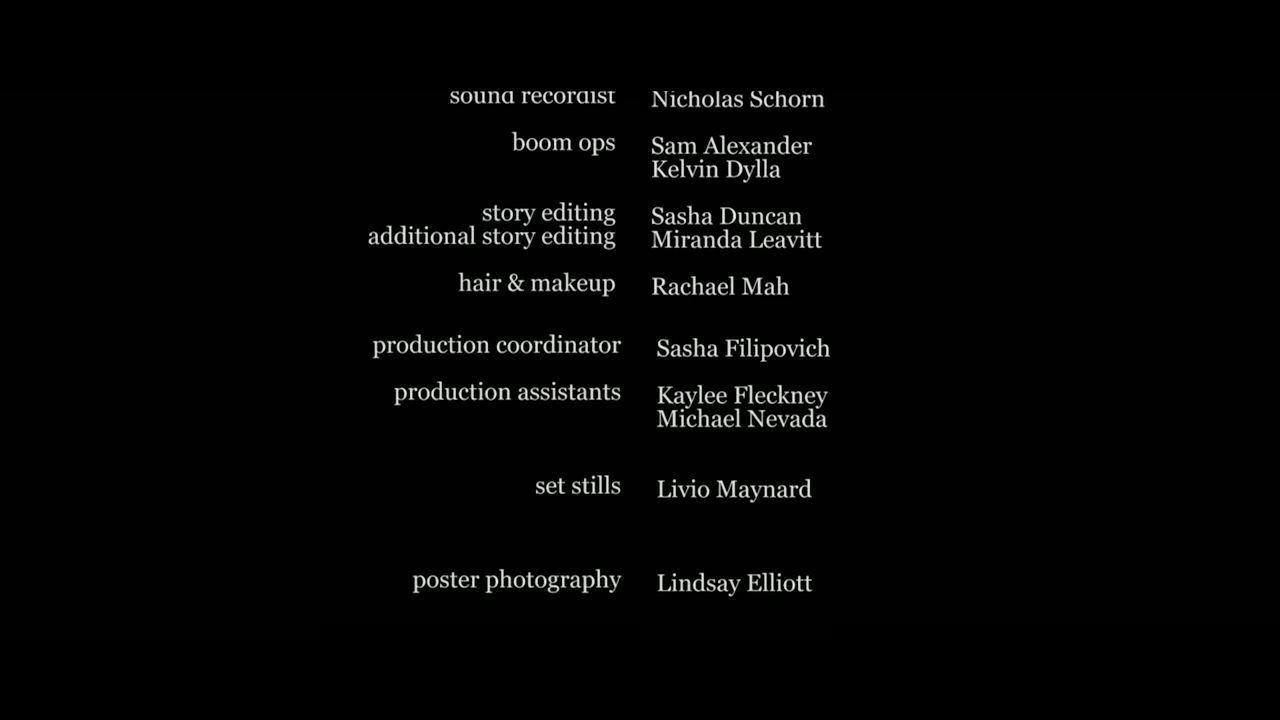 sound recordist Nicholas Schorn
boom ops Sam Alexander
Kelvin Dylla
story editing Sasha Duncan
additional story editing Miranda Leavitt
hair & makeup Rachael Mah
production coordinator Sasha Filipovich
production assistants Kaylee Fleckney
Michael Nevada
set stills Livio Maynard
poster photography Lindsay Elliott